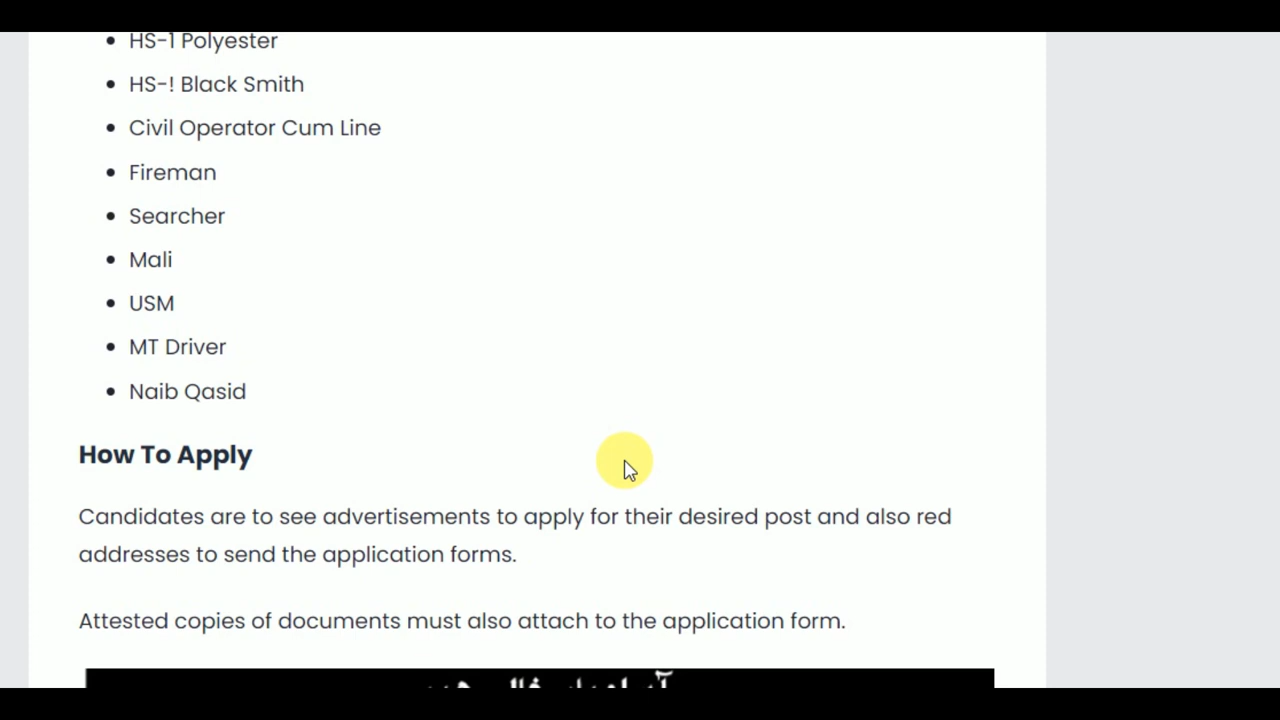 HS-1 Polyester
HS-! Black Smith
Civil Operator Cum Line
Fireman
Searcher
Mali
USM
MT Driver
Naib Qasid
How To Apply
Candidates are to see advertisements to apply for their desired post and also red
addresses to send the application forms.
Attested copies of documents must also attach to the application form.